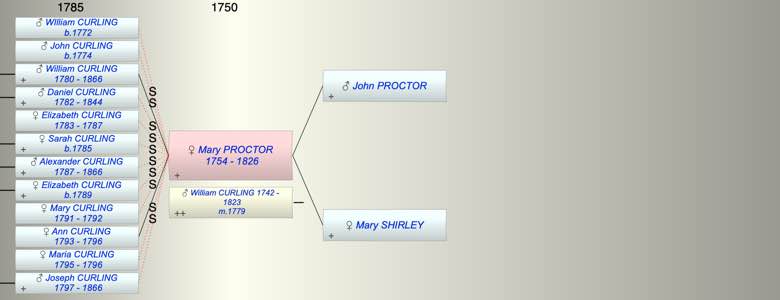 1785
1750
♂ William CURLING
b.1772
♂ John CURLING
b.1774
♂ William CURLING
1780 - 1866
+
♂ Daniel CURLING
1782 - 1844
+
♀ Elizabeth CURLING
1783 - 1787
♀ Sarah CURLING
b.1785
+
♂ Alexander CURLING
1787 - 1866
+
♀ Elizabeth CURLING
b.1789
+
♀ Mary CURLING
1791 - 1792
♀ Ann CURLING
1793 - 1796
♀ Maria CURLING
1795 - 1796
♂ Joseph CURLING
1797 - 1866
+
S
S
S
S
S
S
S
S
S
S
♀ Mary PROCTOR
1754 - 1826
+
♂ William CURLING 1742 -
1823
m.1779
++
♂ John PROCTOR
+
♀ Mary SHIRLEY
+